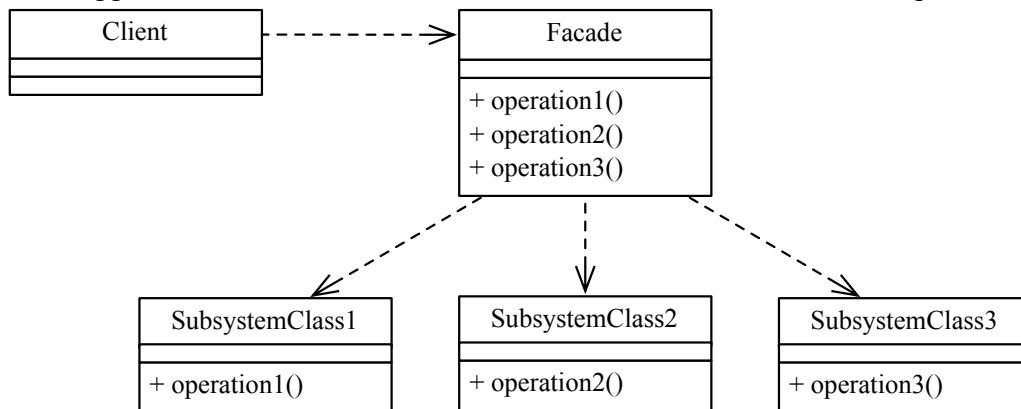 Client
Facade
+ operation1()
+ operation2()
+ operation3()
SubsystemClass1
SubsystemClass2
SubsystemClass3
+ operation1()
+ operation2()
+ operation3()